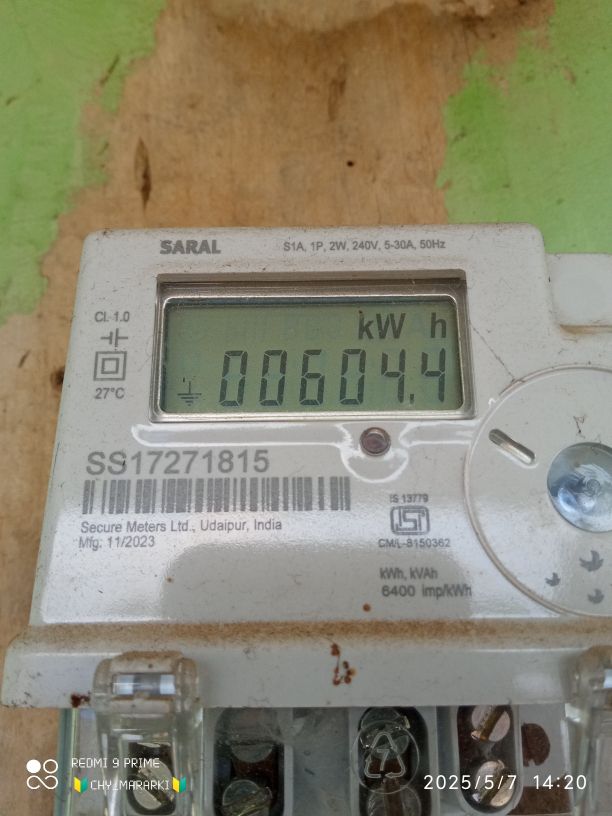 SARAL
S1A, 1P, 2W, 240V, 5-30A, 50Hz
Cl. 1.0
27°C
kW h
00604.4
SS17271815
Secure Meters Ltd., Udaipur, India
Mfg: 11/2023
IS 13779
ISI
CM/L-8150362
kWh, kVAh
6400 imp/kWh
REDMI 9 PRIME
CHY_MARARKI
2025/5/7 14:20